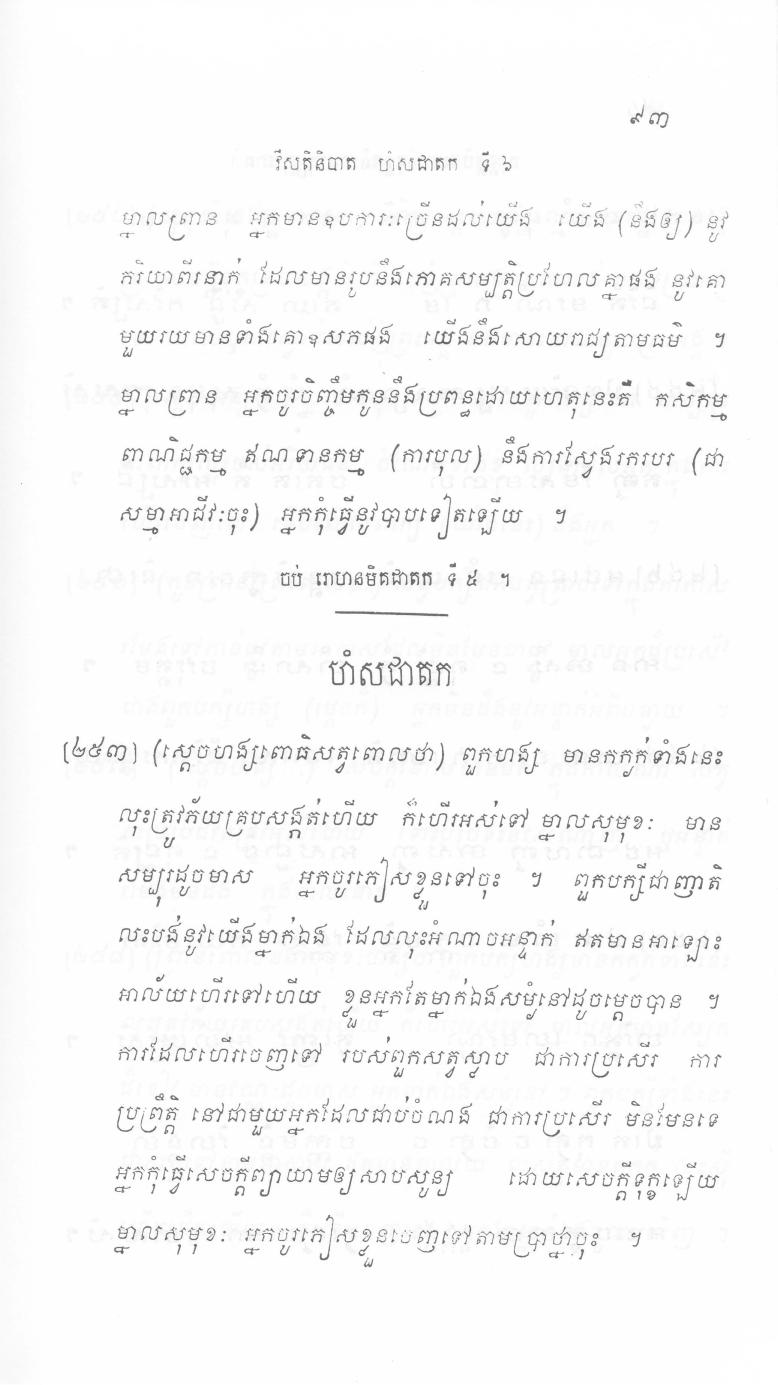 ៩៣
វីសតិនិបាត ហំសជាតក ទី ៦
ម្នាលព្រាន អ្នកមានឧបការៈច្រើនដល់យើង យើង (នឹងឲ្យ) នូវ
ភរិយាពីរនាក់ ដែលមានរូបនឹងភោគសម្បត្តិប្រហែលគ្នាផង នូវគោ
មួយរយមានទាំងគោឧសភផង យើងនឹងសោយរាជ្យតាមធម៌ ។
ម្នាលព្រាន អ្នកចូរចិញ្ចឹមកូននឹងប្រពន្ធដោយហេតុនេះគឺ កសិកម្ម
ពាណិជ្ជកម្ម ឥណទានកម្ម (ការបុល) នឹងការស្វែងរករបរ (ជា
សម្មាអាជីវៈចុះ) អ្នកកុំធ្វើនូវបាបទៀតឡើយ ។
ចប់ រោហនមិគជាតក ទី ៥ ។
ហំសជាតក
[២៥៣] (ស្តេចហង្សពោធិសត្វពោលថា) ពួកហង្ស មានកក្ងក់ទាំងនេះ
លុះត្រូវភ័យគ្របសង្កត់ហើយ ក៏ហើរអស់ទៅ ម្នាលសុមុខៈ មាន
សម្បុរដូចមាស អ្នកចូរភៀសខ្លួនទៅចុះ ។ ពួកបក្សីជាញាតិ
លះបង់នូវយើងម្នាក់ឯង ដែលលុះអំណាចអន្ទាក់ ឥតមានអាឡោះ
អាល័យហើរទៅហើយ ខ្លួនអ្នកតែម្នាក់ឯងសម្ងំនៅដូចម្តេចបាន ។
ការដែលហើរចេញទៅ របស់ពួកសត្វស្លាប ជាការប្រសើរ ការ
ប្រព្រឹត្តិ នៅជាមួយអ្នកដែលជាប់ចំណង ជាការប្រសើរ មិនមែនទេ
អ្នកកុំធ្វើសេចក្តីព្យាយាមឲ្យសាបសូន្យ ដោយសេចក្តីទុក្ខឡើយ
ម្នាលសុមុខៈ អ្នកចូរភៀសខ្លួនចេញទៅតាមប្រាថ្នាចុះ ។